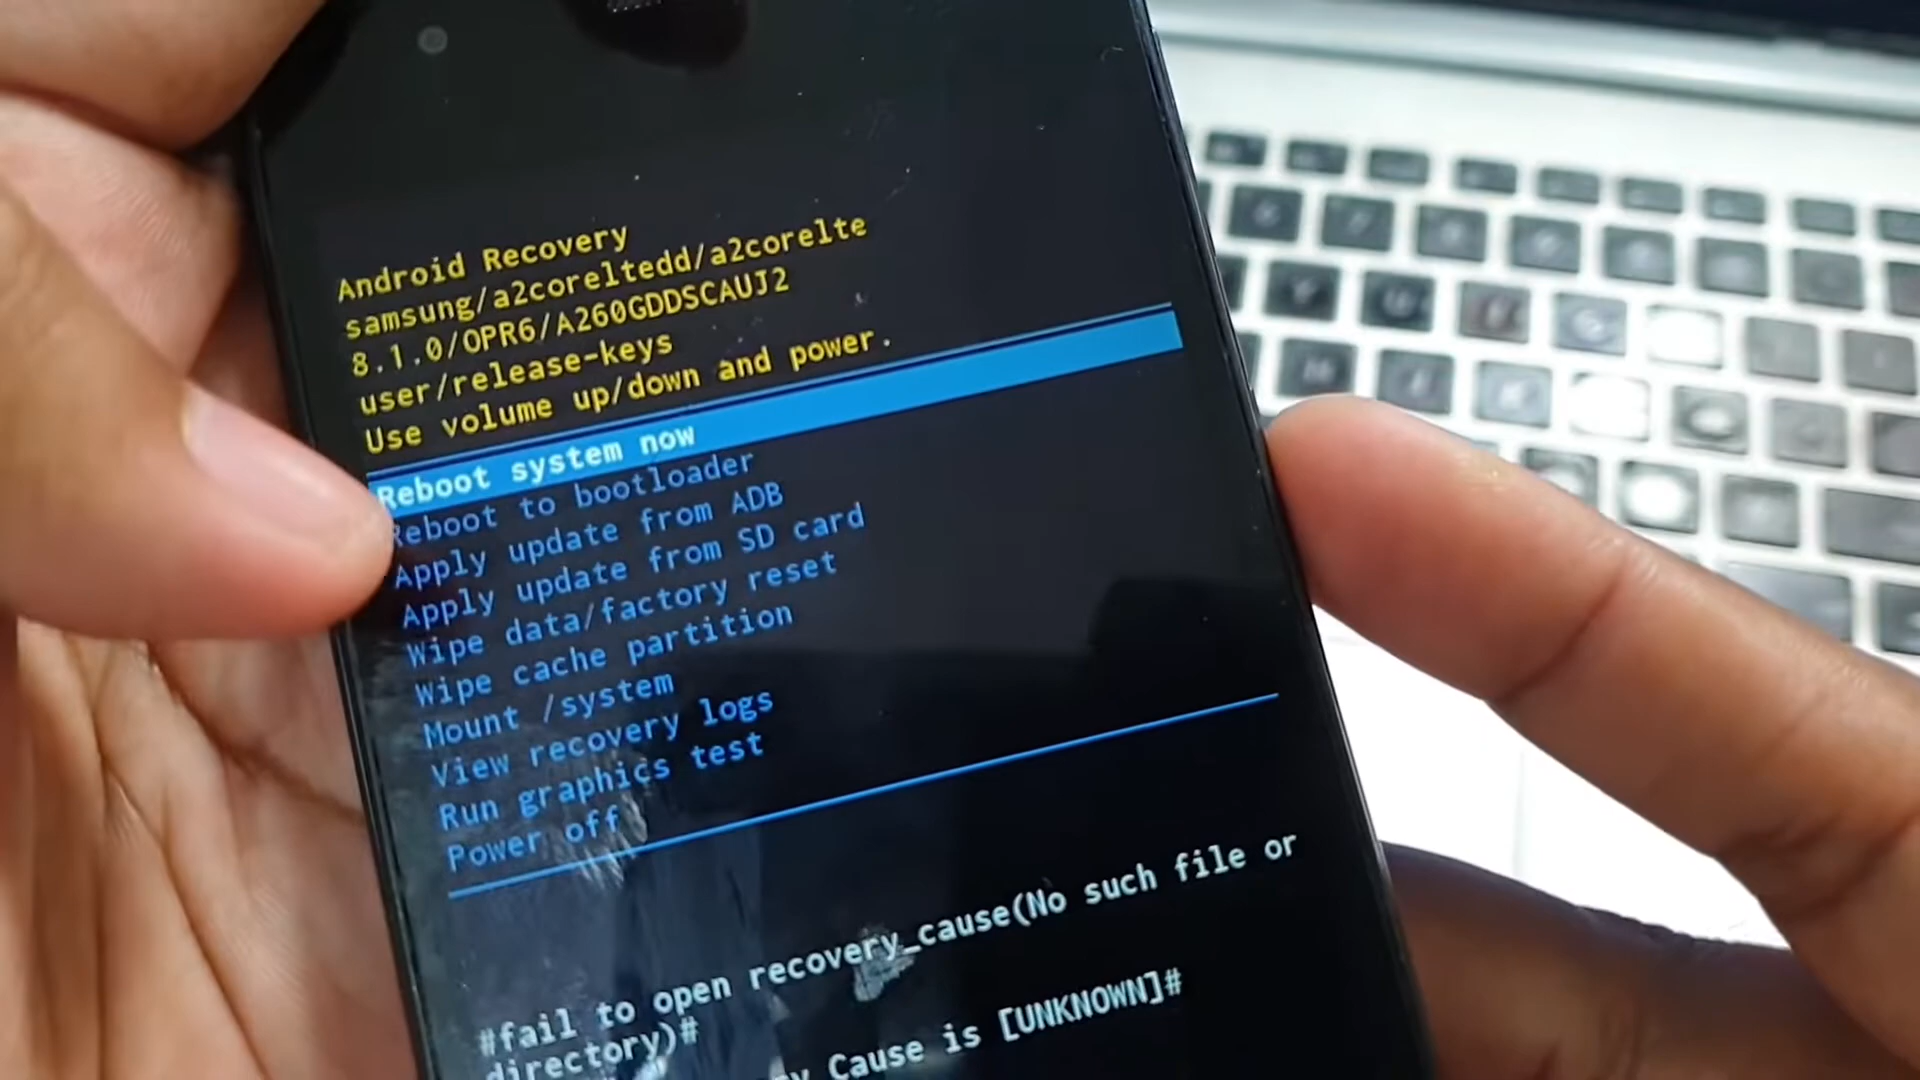 Android Recovery
samsung/a2coreltedd/a2corelte
8.1.0/OPR6/A260GDDSCAUJ2
user/release-keys
Use volume up/down and power.
Reboot system now
Reboot to bootloader
Apply update from ADB
Apply update from SD card
Wipe data/factory reset
Wipe cache partition
Mount /system
View recovery logs
Run graphics test
Power off
#fail to open recovery_cause(No such file or
directory)#
Cause is [UNKNOWN]#